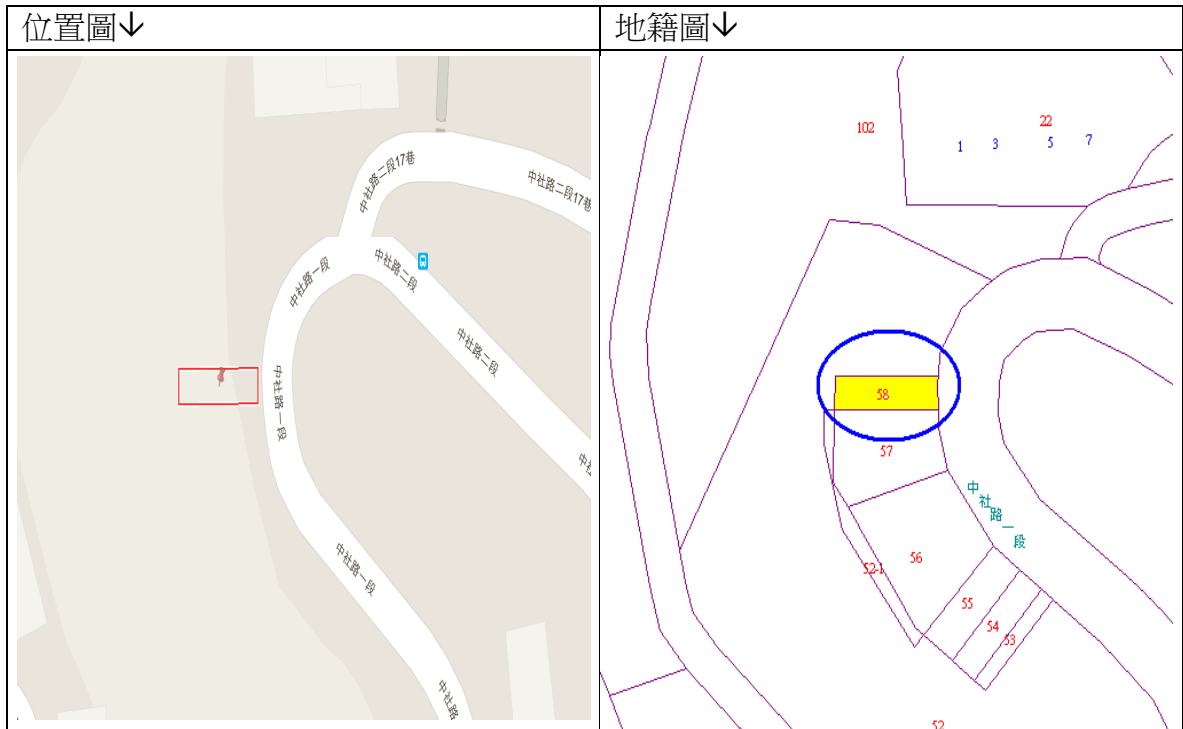 位置圖↓
地籍圖↓
中社路二段17巷
中社路二段17巷
中社路一段
中社路二段
中社路二段
中社路一段
中社路一段
中社路
中社
102
22
1
3
5
7
58
57
中社路一段
56
52-1
55
54
53
52